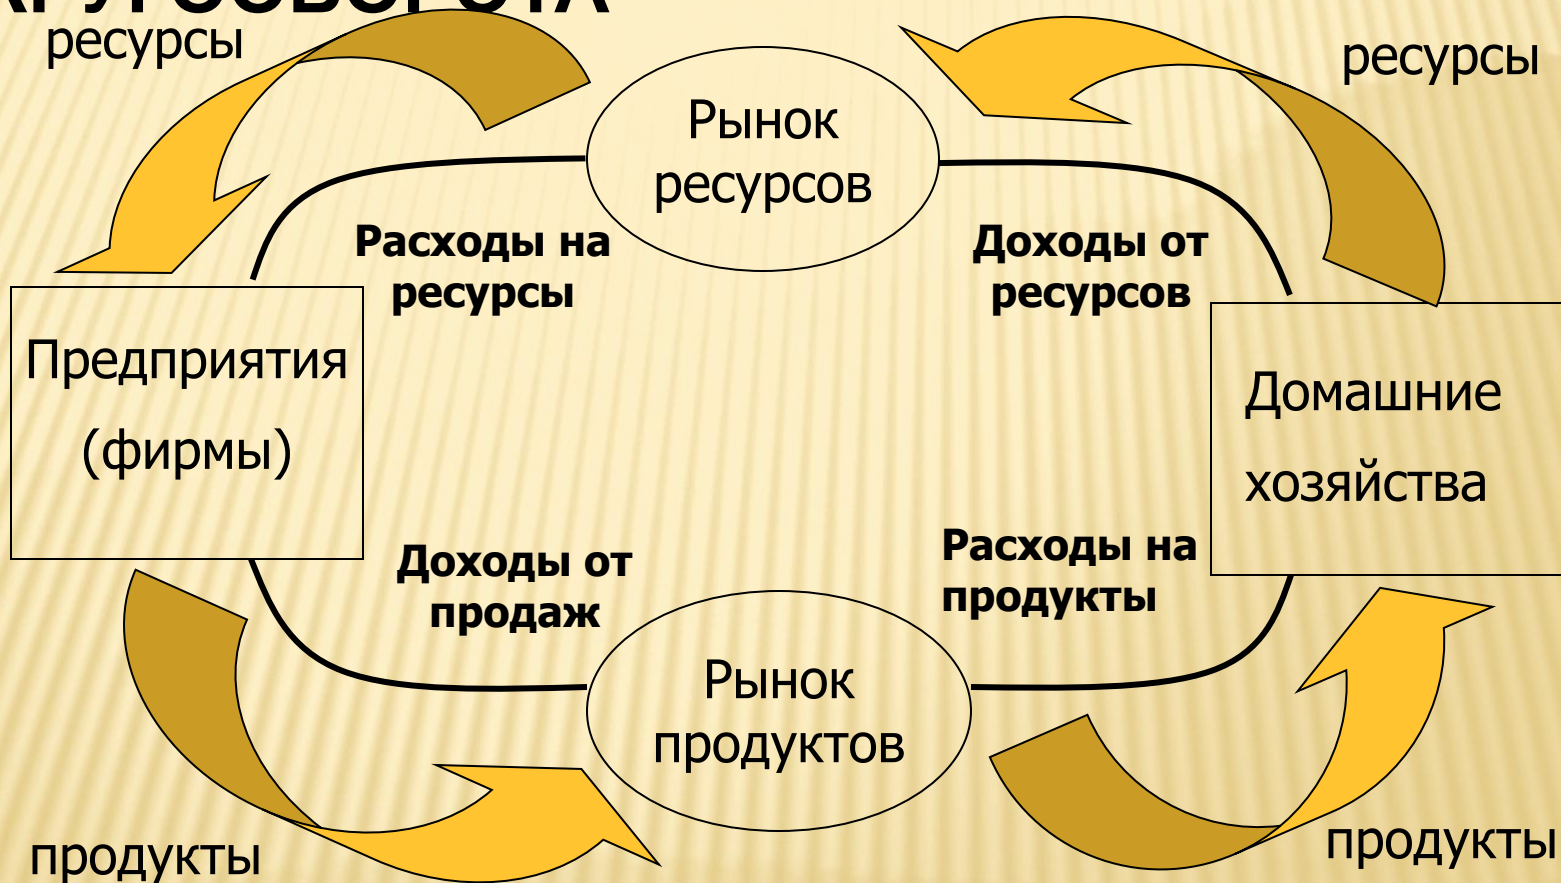 КРУГООБОРОТА
ресурсы
ресурсы
Рынок
ресурсов
Расходы на
ресурсы
Доходы от
ресурсов
Предприятия
(фирмы)
Домашние
хозяйства
Доходы от
продаж
Расходы на
продукты
Рынок
продуктов
продукты
продукты